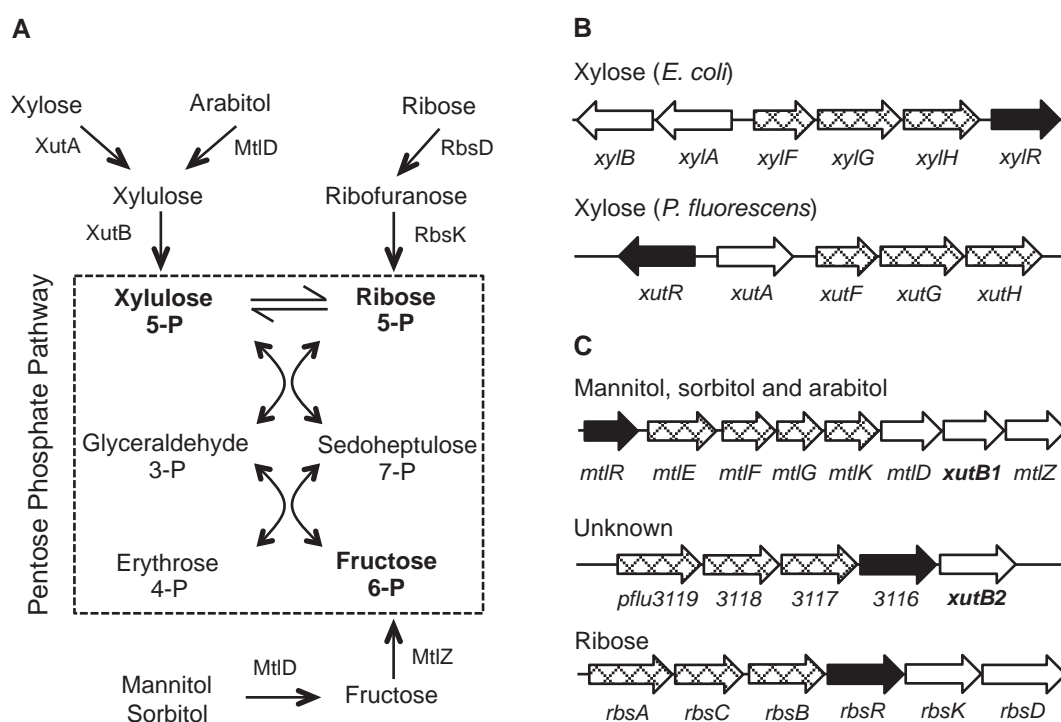 A
Xylose
Arabitol
Ribose
XutA
MtlD
RbsD
Xylulose
Ribofuranose
XutB
RbsK
Pentose Phosphate Pathway
Xylulose
5-P
Ribose
5-P
Glyceraldehyde
3-P
Sedoheptulose
7-P
Erythrose
4-P
Fructose
6-P
MtlD
MtlZ
Mannitol
Sorbitol
Fructose
B
Xylose (E. coli)
xylB xylA xylF xylG xylH xylR
Xylose (P. fluorescens)
xutR xutA xutF xutG xutH
C
Mannitol, sorbitol and arabitol
mtlR mtlE mtlF mtlG mtlK mtlD xutB1 mtlZ
Unknown
pflu3119 3118 3117 3116 xutB2
Ribose
rbsA rbsC rbsB rbsR rbsK rbsD